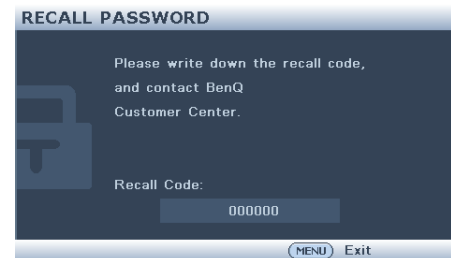 RECALL PASSWORD
Please write down the recall code,
and contact BenQ
Customer Center.
Recall Code:
000000
MENU Exit